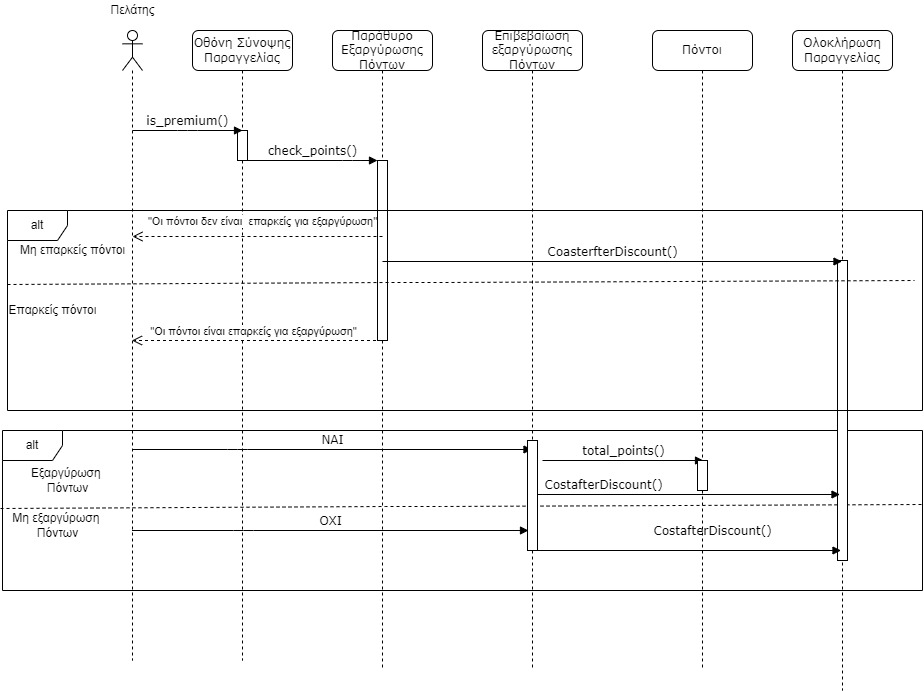 Πελάτης
Οθόνη Σύνοψης
Παραγγελίας
Παράθυρο
Εξαργύρωσης
Πόντων
Επιβεβαίωση
εξαργύρωσης
Πόντων
Πόντοι
Ολοκλήρωση
Παραγγελίας
is_premium()
check_points()
alt
"Οι πόντοι δεν είναι επαρκείς για εξαργύρωση"
Μη επαρκείς πόντοι
CoasterfterDiscount()
Επαρκείς πόντοι
"Οι πόντοι είναι επαρκείς για εξαργύρωση"
alt
ΝΑΙ
total_points()
Εξαργύρωση
Πόντων
CostafterDiscount()
Μη εξαργύρωση
Πόντων
ΟΧΙ
CostafterDiscount()